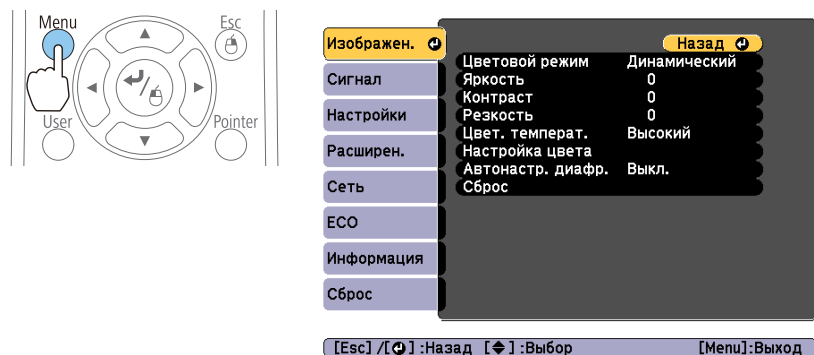 Menu
Esc
User
Pointer
Изображен.
Сигнал
Настройки
Расширен.
Сеть
ECO
Информация
Сброс
Назад
Цветовой режим Динамический
Яркость 0
Контраст 0
Резкость 0
Цвет. температ. Высокий
Настройка цвета
Автонастр. диафр. Выкл.
Сброс
[Esc] /[ ] :Назад [ ] :Выбор [Menu]:Выход